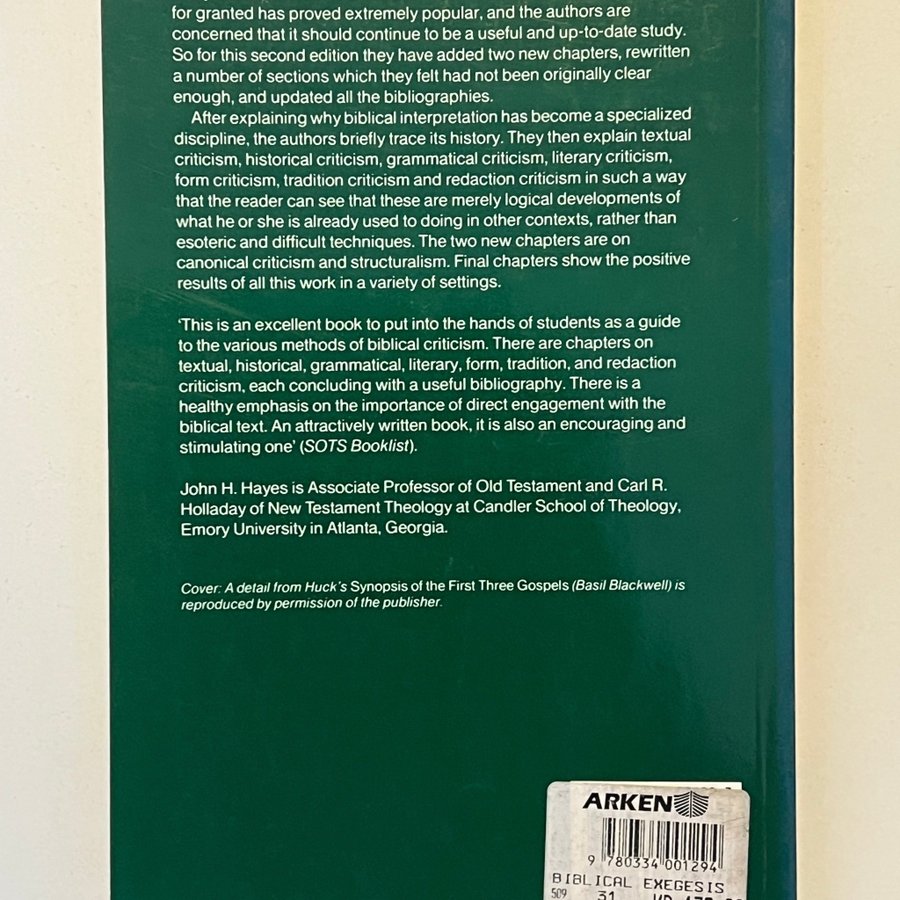 for granted has proved extremely popular, and the authors are
concerned that it should continue to be a useful and up-to-date study.
So for this second edition they have added two new chapters, rewritten
a number of sections which they felt had not been originally clear
enough, and updated all the bibliographies.
After explaining why biblical interpretation has become a specialized
discipline, the authors briefly trace its history. They then explain textual
criticism, historical criticism, grammatical criticism, literary criticism,
form criticism, tradition criticism and redaction criticism in such a way
that the reader can see that these are merely logical developments of
what he or she is already used to doing in other contexts, rather than
esoteric and difficult techniques. The two new chapters are on
canonical criticism and structuralism. Final chapters show the positive
results of all this work in a variety of settings.
'This is an excellent book to put into the hands of students as a guide
to the various methods of biblical criticism. There are chapters on
textual, historical, grammatical, literary, form, tradition, and redaction
criticism, each concluding with a useful bibliography. There is a
healthy emphasis on the importance of direct engagement with the
biblical text. An attractively written book, it is also an encouraging and
stimulating one' (SOTS Booklist).
John H. Hayes is Associate Professor of Old Testament and Carl R.
Holladay of New Testament Theology at Candler School of Theology,
Emory University in Atlanta, Georgia.
Cover: A detail from Huck's Synopsis of the First Three Gospels (Basil Blackwell) is
reproduced by permission of the publisher.
ARKEN
9 780334 001294
BIBLICAL EXEGESIS
509 31